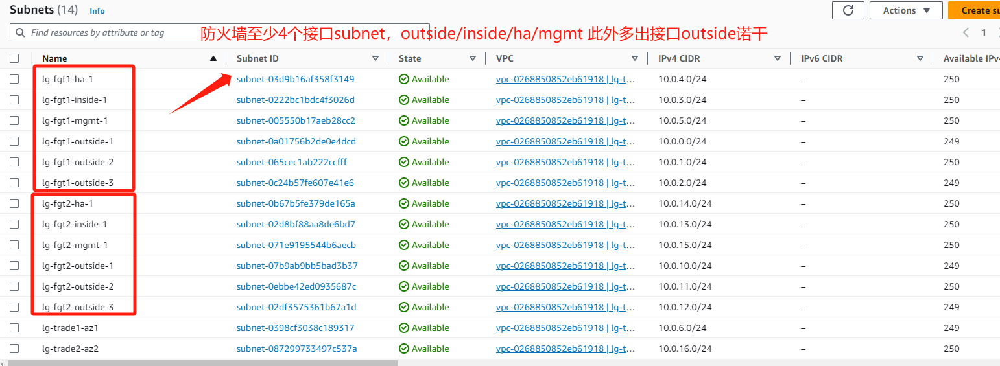 Subnets (14) Info
Actions Create su
Find resources by attribute or tag
防火墙至少4个接口subnet，outside/inside/ha/mgmt 此外多出接口outside诺干
1
Name Subnet ID State VPC IPv4 CIDR IPv6 CIDR Available IPv4
lg-fgt1-ha-1 subnet-03d9b16af358f3149 Available vpc-0268850852eb61918 | lg-t… 10.0.4.0/24 – 250
lg-fgt1-inside-1 subnet-0222bc1bdc4f3026d Available vpc-0268850852eb61918 | lg-t… 10.0.3.0/24 – 250
lg-fgt1-mgmt-1 subnet-005550b17aeb28cc2 Available vpc-0268850852eb61918 | lg-t… 10.0.5.0/24 – 250
lg-fgt1-outside-1 subnet-0a01756b2de0e4dcd Available vpc-0268850852eb61918 | lg-t… 10.0.0.0/24 – 249
lg-fgt1-outside-2 subnet-065cec1ab222ccfff Available vpc-0268850852eb61918 | lg-t… 10.0.1.0/24 – 250
lg-fgt1-outside-3 subnet-0c24b57fe607e41e6 Available vpc-0268850852eb61918 | lg-t… 10.0.2.0/24 – 249
lg-fgt2-ha-1 subnet-0b67b5fe379de165a Available vpc-0268850852eb61918 | lg-t… 10.0.14.0/24 – 250
lg-fgt2-inside-1 subnet-02d8bf88aa8de6bd7 Available vpc-0268850852eb61918 | lg-t… 10.0.13.0/24 – 250
lg-fgt2-mgmt-1 subnet-071e9195544b6aecb Available vpc-0268850852eb61918 | lg-t… 10.0.15.0/24 – 250
lg-fgt2-outside-1 subnet-07b9ab9bb5bad3b37 Available vpc-0268850852eb61918 | lg-t… 10.0.10.0/24 – 249
lg-fgt2-outside-2 subnet-0ebbe42ed0935687c Available vpc-0268850852eb61918 | lg-t… 10.0.11.0/24 – 250
lg-fgt2-outside-3 subnet-02df3575361b67a1d Available vpc-0268850852eb61918 | lg-t… 10.0.12.0/24 – 249
lg-trade1-az1 subnet-0398cf3038c189317 Available vpc-0268850852eb61918 | lg-t… 10.0.6.0/24 – 249
lg-trade2-az2 subnet-087299733497c537a Available vpc-0268850852eb61918 | lg-t… 10.0.16.0/24 – 250